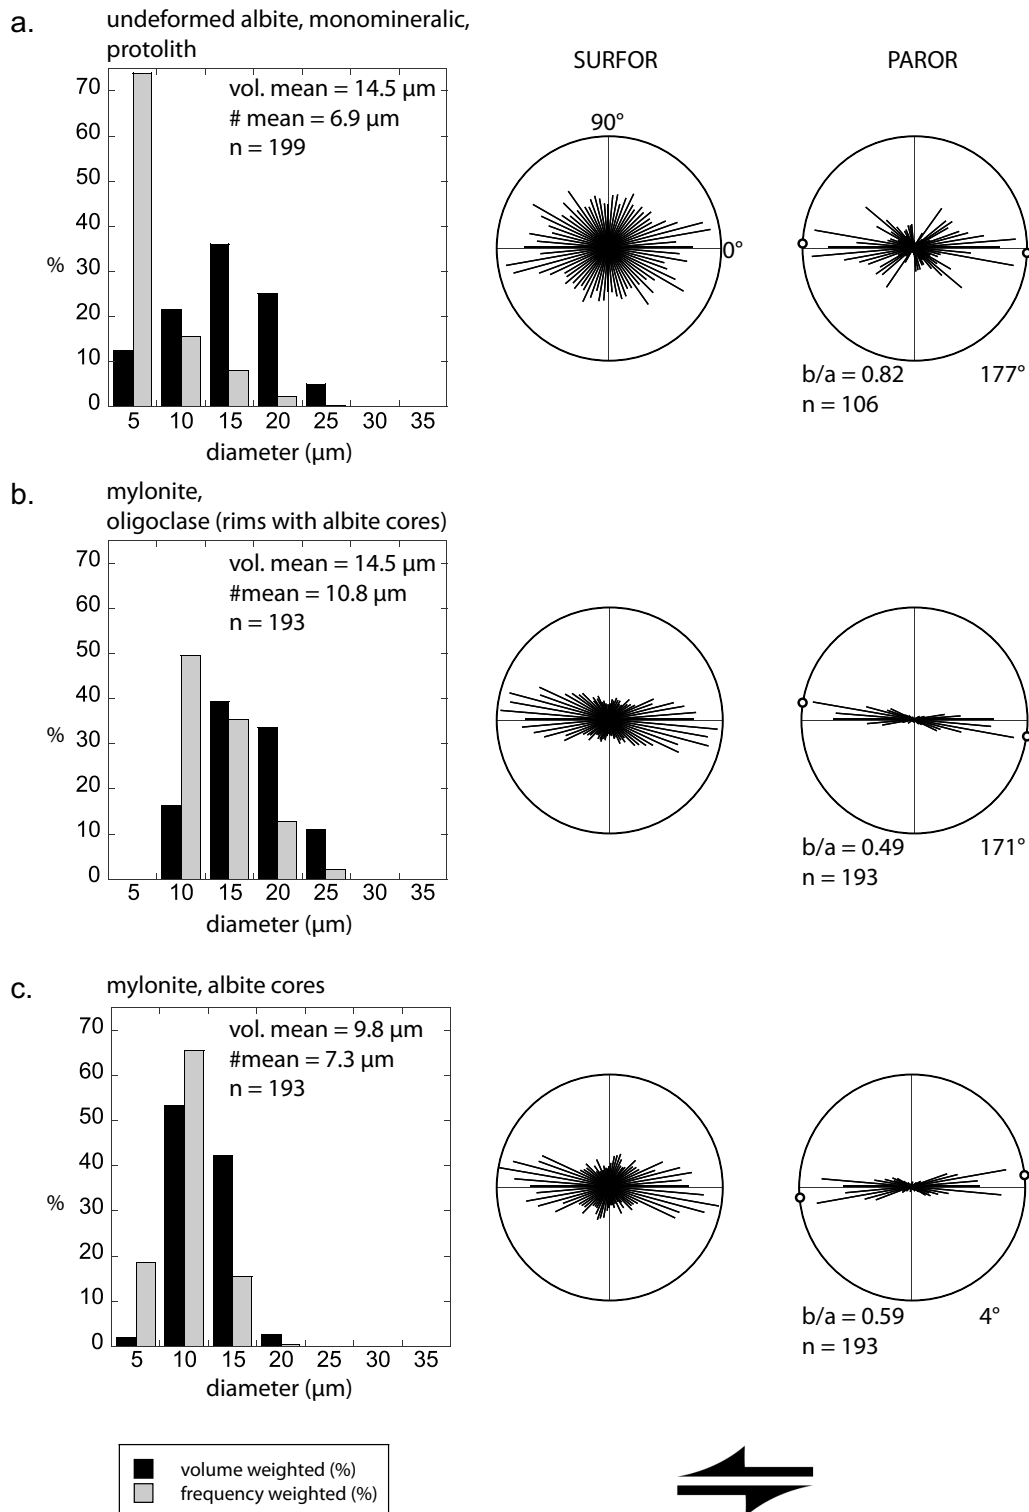 a.
undeformed albite, monomineralic,
protolith
SURFOR
PAROR
70
60
50
40
%
30
20
10
0
vol. mean = 14.5 µm
# mean = 6.9 µm
n = 199
5 10 15 20 25 30 35
diameter (µm)
90°
0°
b/a = 0.82 177°
n = 106
b.
mylonite,
oligoclase (rims with albite cores)
70
60
50
40
%
30
20
10
0
vol. mean = 14.5 µm
#mean = 10.8 µm
n = 193
5 10 15 20 25 30 35
diameter (µm)
b/a = 0.49 171°
n = 193
c.
mylonite, albite cores
70
60
50
40
%
30
20
10
0
vol. mean = 9.8 µm
#mean = 7.3 µm
n = 193
5 10 15 20 25 30 35
diameter (µm)
b/a = 0.59 4°
n = 193
volume weighted (%)
frequency weighted (%)